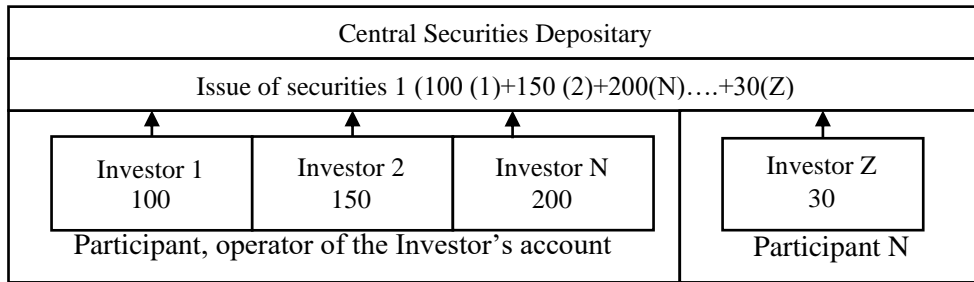 Central Securities Depositary
Issue of securities 1 (100 (1)+150 (2)+200(N)….+30(Z)
Investor 1
100
Investor 2
150
Investor N
200
Investor Z
30
Participant, operator of the Investor’s account
Participant N